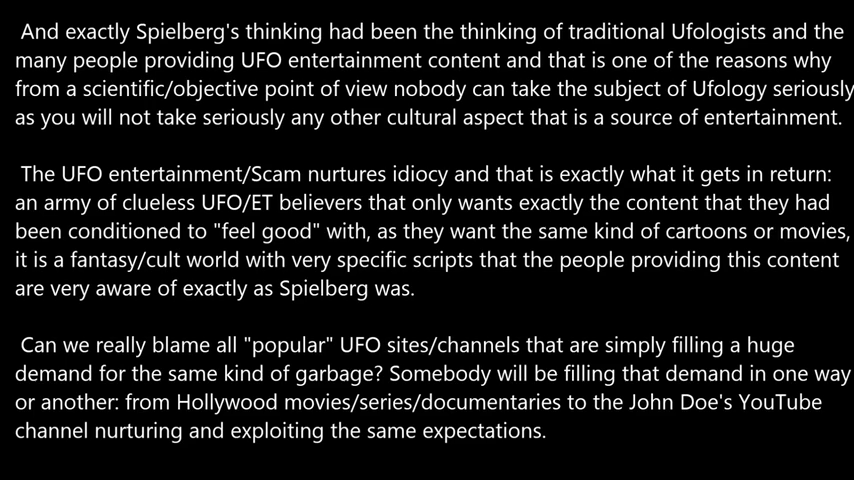 And exactly Spielberg's thinking had been the thinking of traditional Ufologists and the
many people providing UFO entertainment content and that is one of the reasons why
from a scientific/objective point of view nobody can take the subject of Ufology seriously
as you will not take seriously any other cultural aspect that is a source of entertainment.
The UFO entertainment/Scam nurtures idiocy and that is exactly what it gets in return:
an army of clueless UFO/ET believers that only wants exactly the content that they had
been conditioned to "feel good" with, as they want the same kind of cartoons or movies,
it is a fantasy/cult world with very specific scripts that the people providing this content
are very aware of exactly as Spielberg was.
Can we really blame all "popular" UFO sites/channels that are simply filling a huge
demand for the same kind of garbage? Somebody will be filling that demand in one way
or another: from Hollywood movies/series/documentaries to the John Doe's YouTube
channel nurturing and exploiting the same expectations.